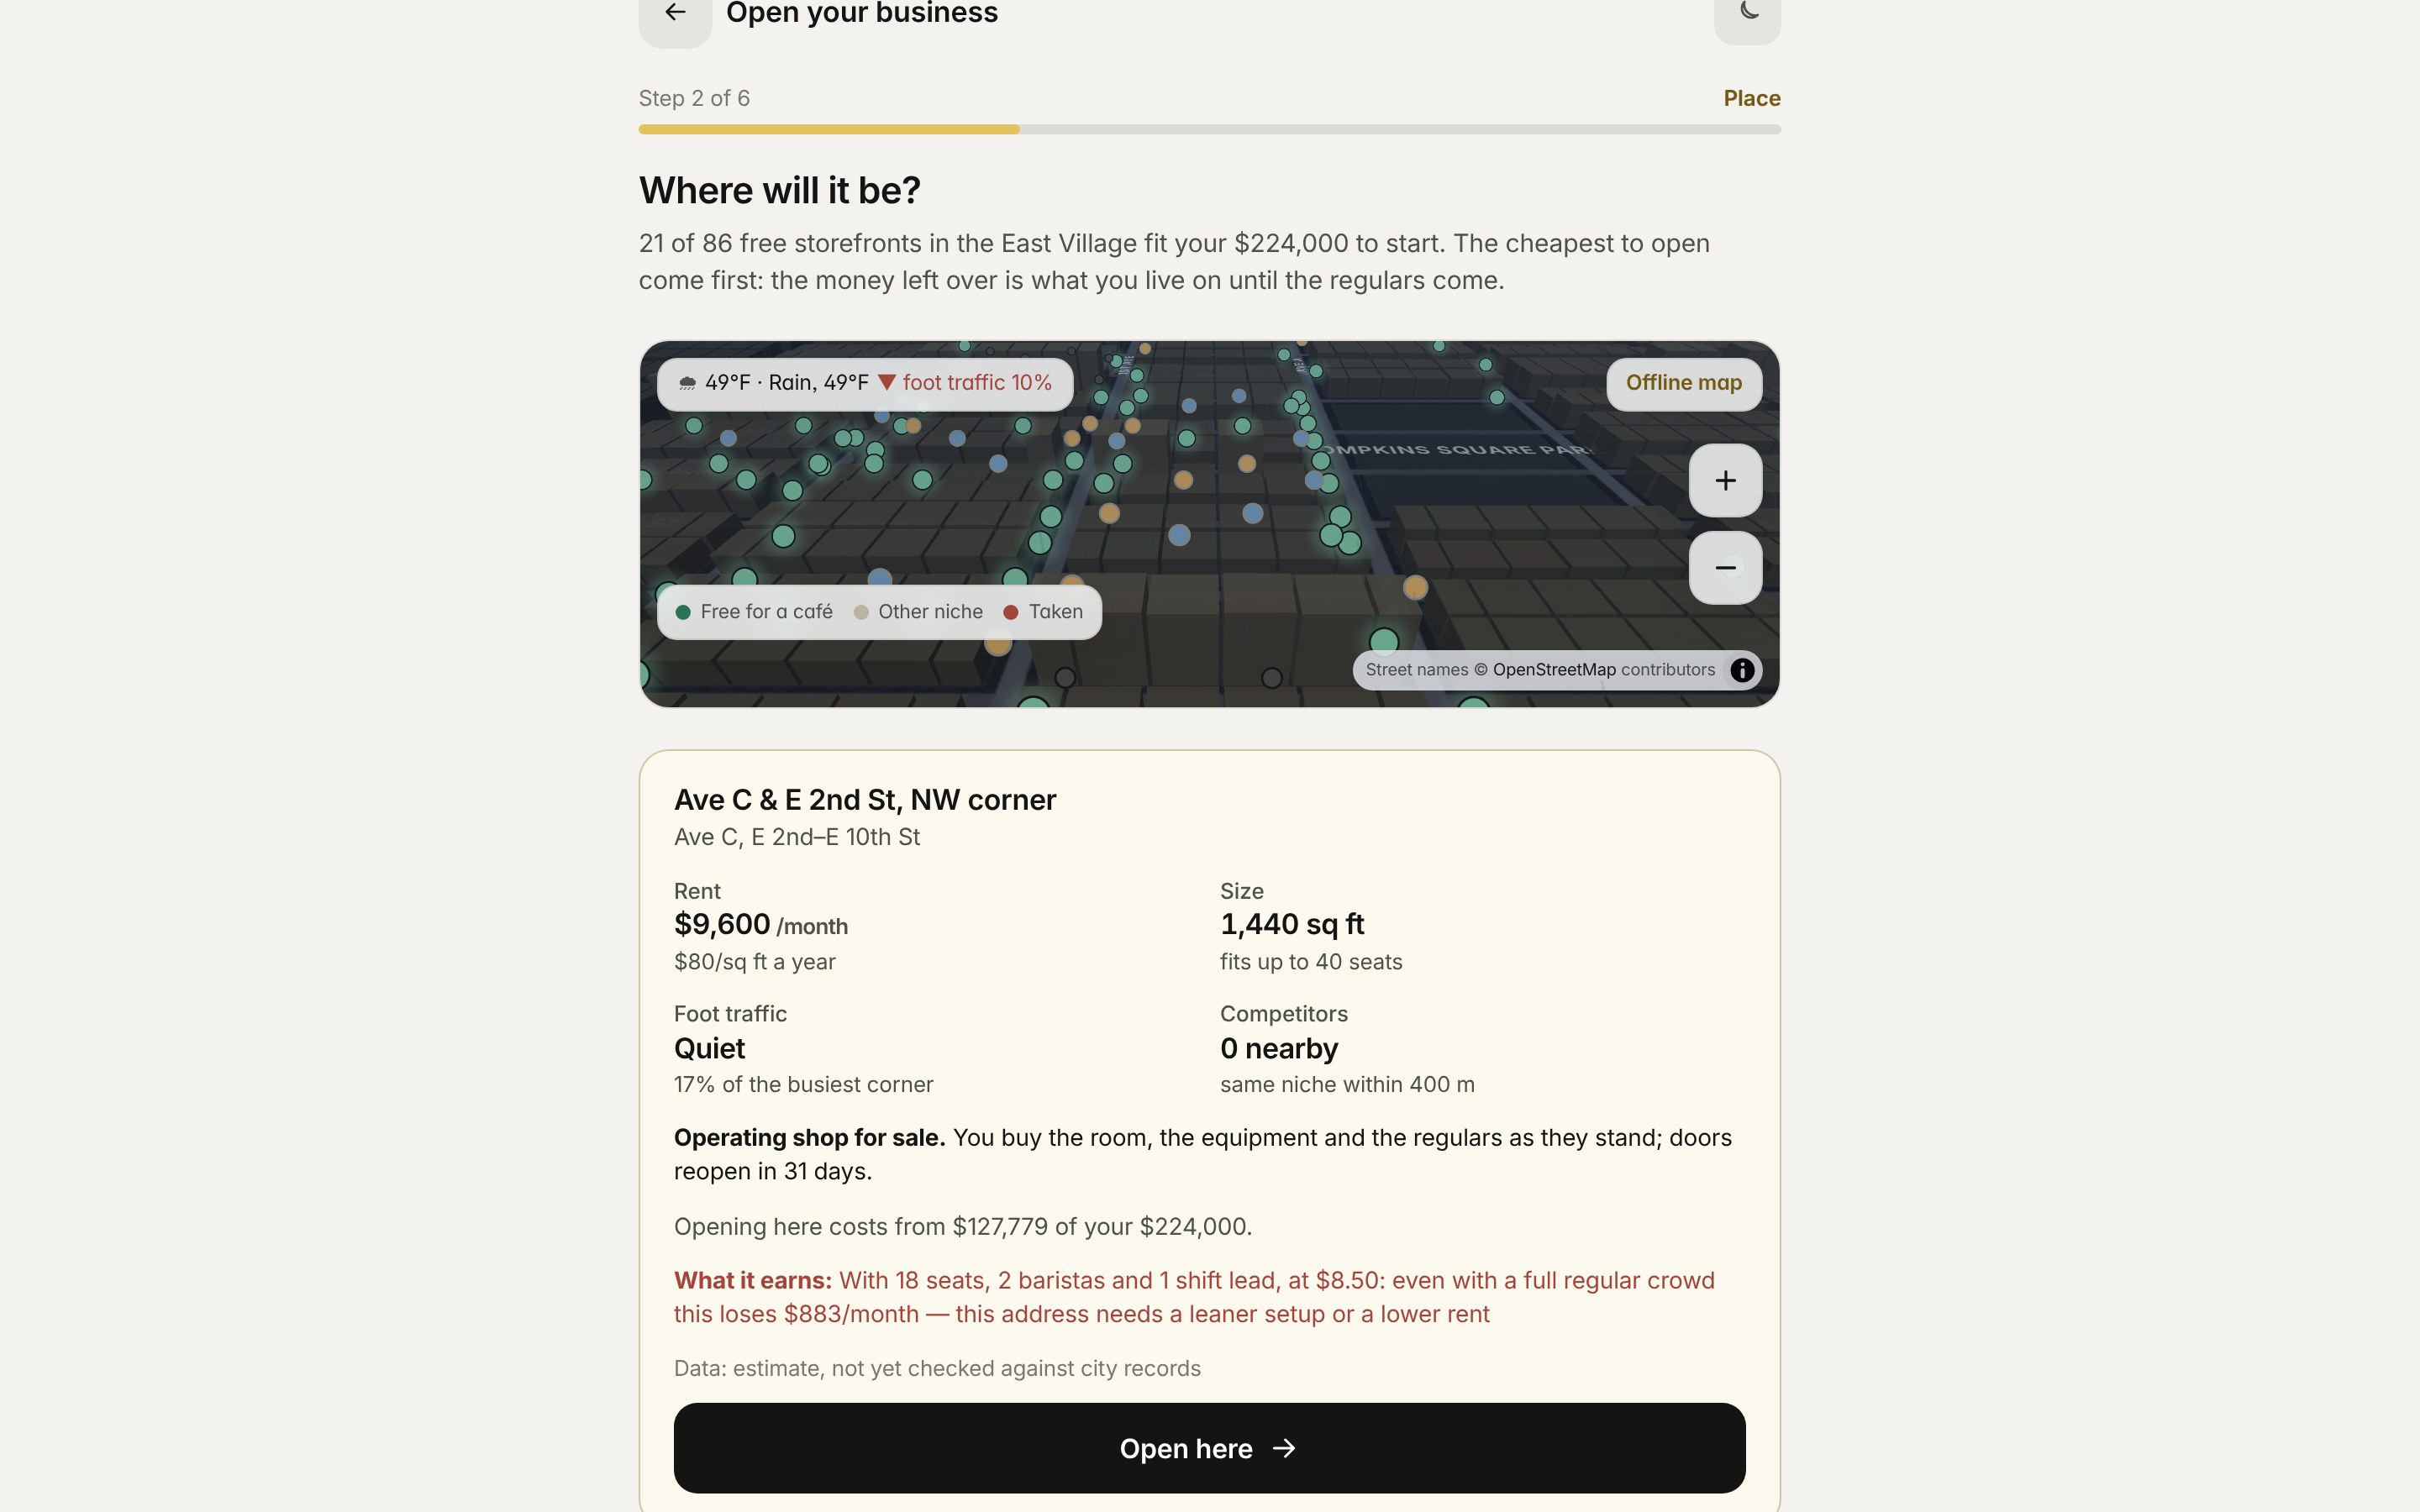 Open your business
Step 2 of 6
Place
Where will it be?
21 of 86 free storefronts in the East Village fit your $224,000 to start. The cheapest to open
come first: the money left over is what you live on until the regulars come.
49°F · Rain, 49°F ▼ foot traffic 10%
Offline map
OMPKINS SQUARE PAR
+
−
Free for a café
Other niche
Taken
Street names © OpenStreetMap contributors
Ave C & E 2nd St, NW corner
Ave C, E 2nd–E 10th St
Rent
$9,600 /month
$80/sq ft a year
Size
1,440 sq ft
fits up to 40 seats
Foot traffic
Quiet
17% of the busiest corner
Competitors
0 nearby
same niche within 400 m
Operating shop for sale. You buy the room, the equipment and the regulars as they stand; doors
reopen in 31 days.
Opening here costs from $127,779 of your $224,000.
What it earns: With 18 seats, 2 baristas and 1 shift lead, at $8.50: even with a full regular crowd
this loses $883/month — this address needs a leaner setup or a lower rent
Data: estimate, not yet checked against city records
Open here →